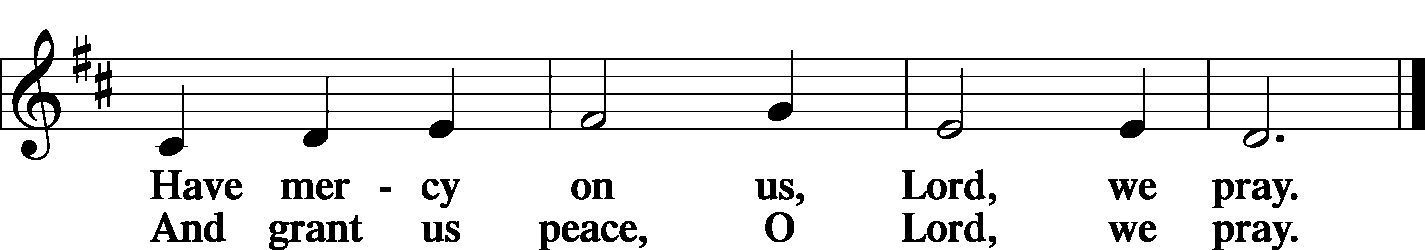 Have mer - cy on us, Lord, we pray.
And grant us peace, O Lord, we pray.